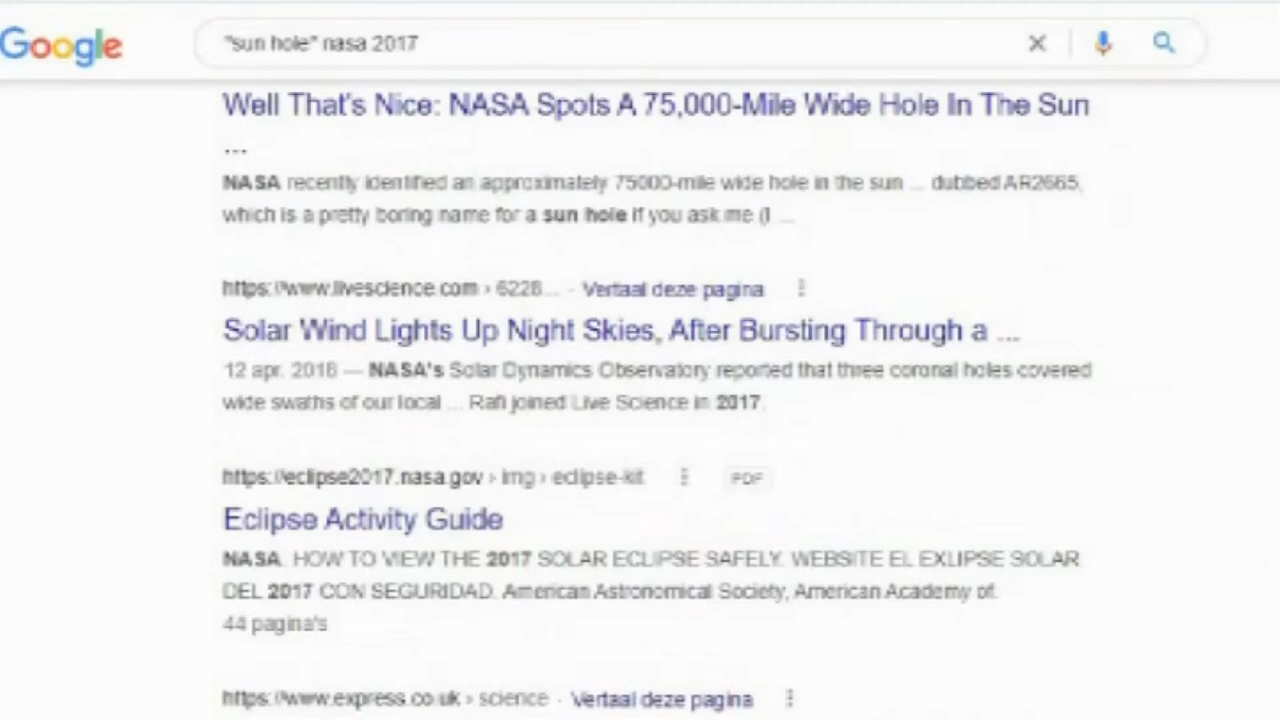 Google
"sun hole" nasa 2017
Well That's Nice: NASA Spots A 75,000-Mile Wide Hole In The Sun
...
NASA recently identified an approximately 75000-mile wide hole in the sun ... dubbed AR2665,
which is a pretty boring name for a sun hole if you ask me (I ...
https://www.livescience.com › 6228... · Vertaal deze pagina
Solar Wind Lights Up Night Skies, After Bursting Through a ...
12 apr. 2018 — NASA's Solar Dynamics Observatory reported that three coronal holes covered
wide swaths of our local ... Rafi joined Live Science in 2017.
https://eclipse2017.nasa.gov › img › eclipse-kit PDF
Eclipse Activity Guide
NASA. HOW TO VIEW THE 2017 SOLAR ECLIPSE SAFELY. WEBSITE EL EXLIPSE SOLAR
DEL 2017 CON SEGURIDAD. American Astronomical Society, American Academy of.
44 pagina's
https://www.express.co.uk › science · Vertaal deze pagina